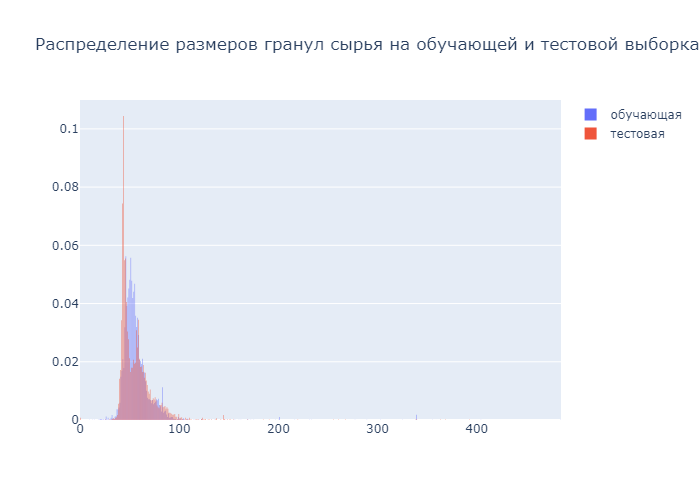 Распределение размеров гранул сырья на обучающей и тестовой выборка
обучающая
тестовая
0.1
0.08
0.06
0.04
0.02
0
0 100 200 300 400